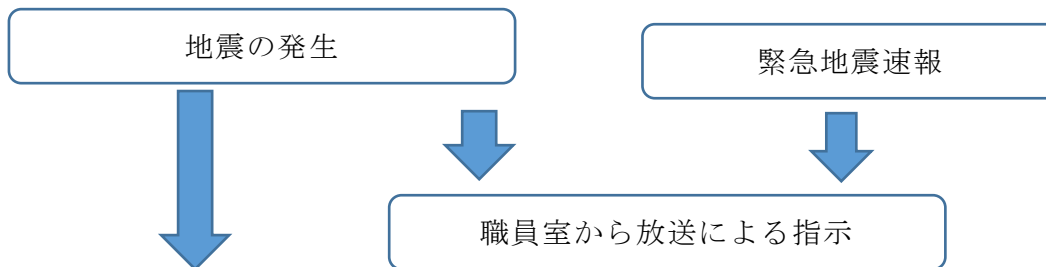 地震の発生
緊急地震速報
職員室から放送による指示